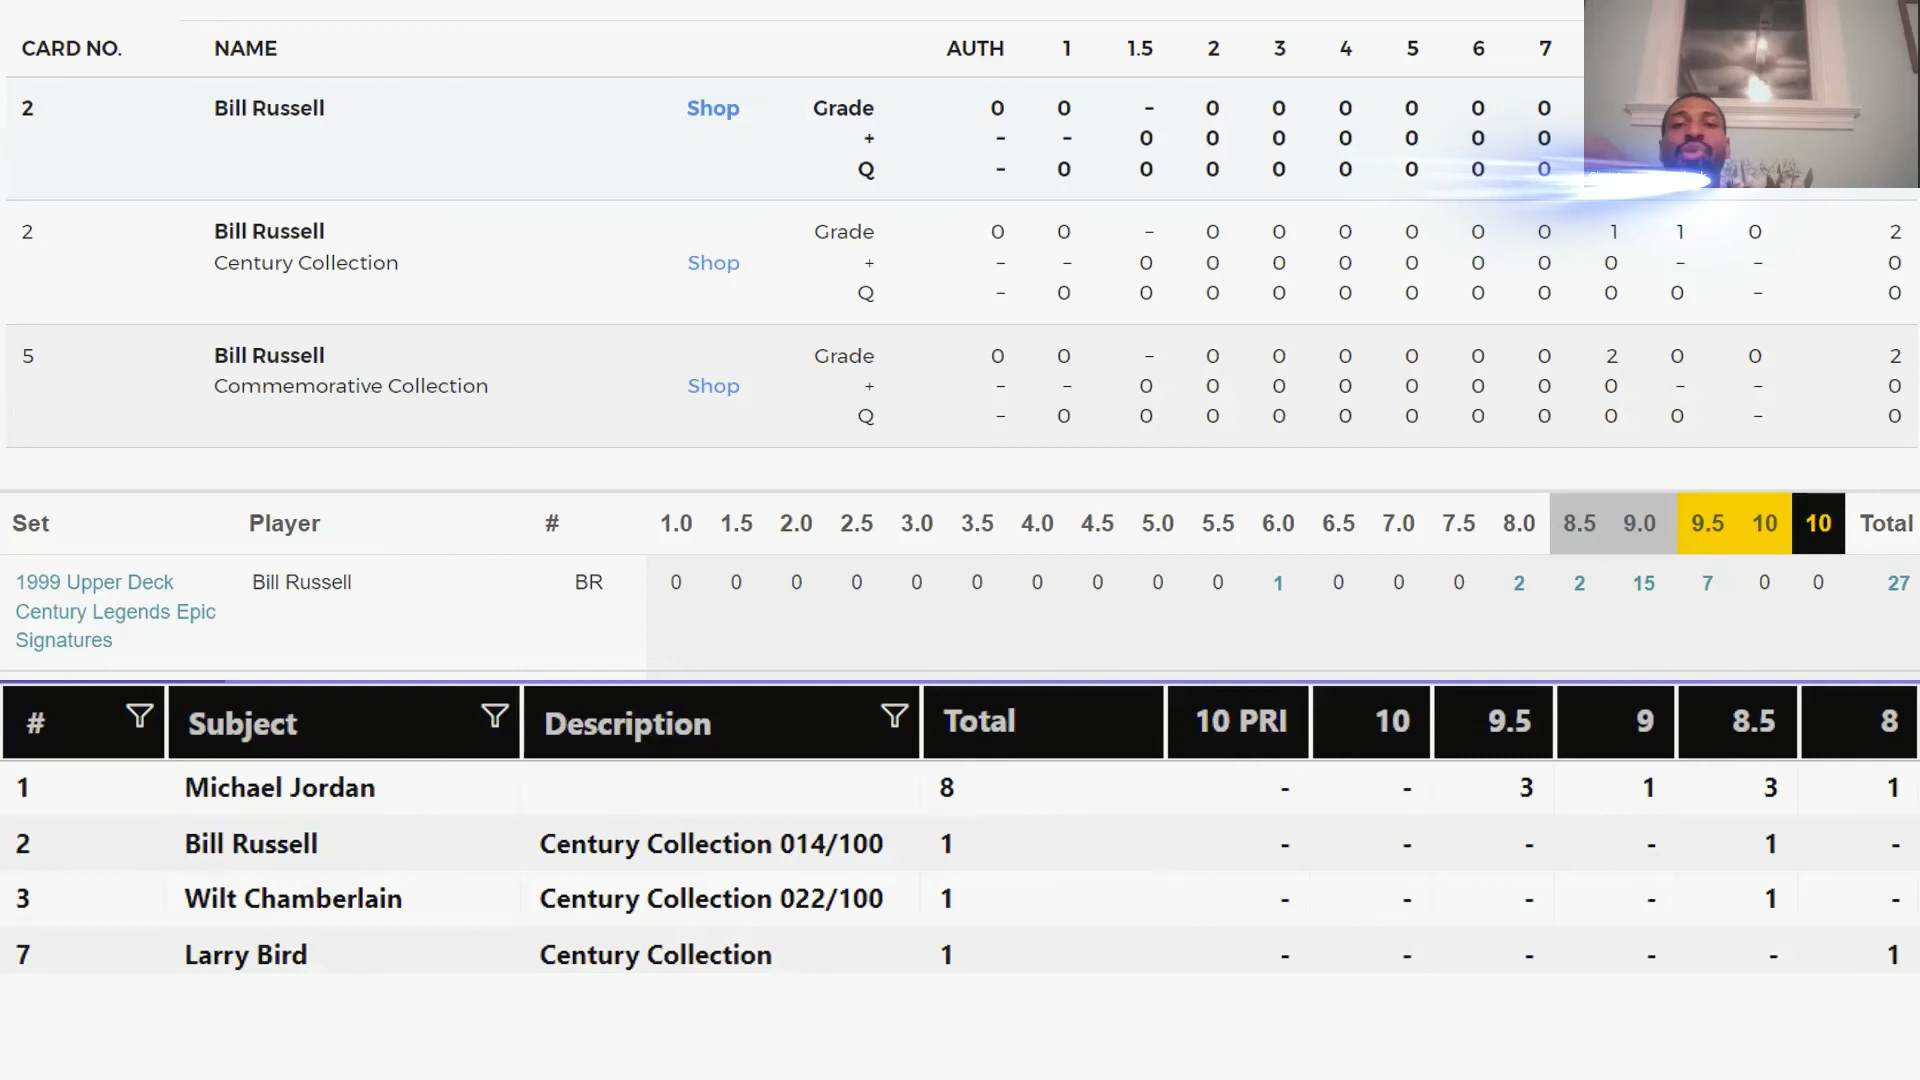 CARD NO. NAME AUTH 1 1.5 2 3 4 5 6 7
2 Bill Russell Shop Grade 0 0 - 0 0 0 0 0 0
+ - - 0 0 0 0 0 0 0
Q - 0 0 0 0 0 0 0 0
2 Bill Russell Grade 0 0 - 0 0 0 0 0 0 1 1 0 2
Century Collection Shop + - - 0 0 0 0 0 0 0 0 - - 0
Q - 0 0 0 0 0 0 0 0 0 0 - 0
5 Bill Russell Grade 0 0 - 0 0 0 0 0 0 2 0 0 2
Commemorative Collection Shop + - - 0 0 0 0 0 0 0 0 - - 0
Q - 0 0 0 0 0 0 0 0 0 0 - 0
Set Player # 1.0 1.5 2.0 2.5 3.0 3.5 4.0 4.5 5.0 5.5 6.0 6.5 7.0 7.5 8.0 8.5 9.0 9.5 10 10 Total
1999 Upper Deck Bill Russell BR 0 0 0 0 0 0 0 0 0 0 1 0 0 0 2 2 15 7 0 0 27
Century Legends Epic
Signatures
# Subject Description Total 10 PRI 10 9.5 9 8.5 8
1 Michael Jordan 8 - - 3 1 3 1
2 Bill Russell Century Collection 014/100 1 - - - - 1 -
3 Wilt Chamberlain Century Collection 022/100 1 - - - - 1 -
7 Larry Bird Century Collection 1 - - - - - 1